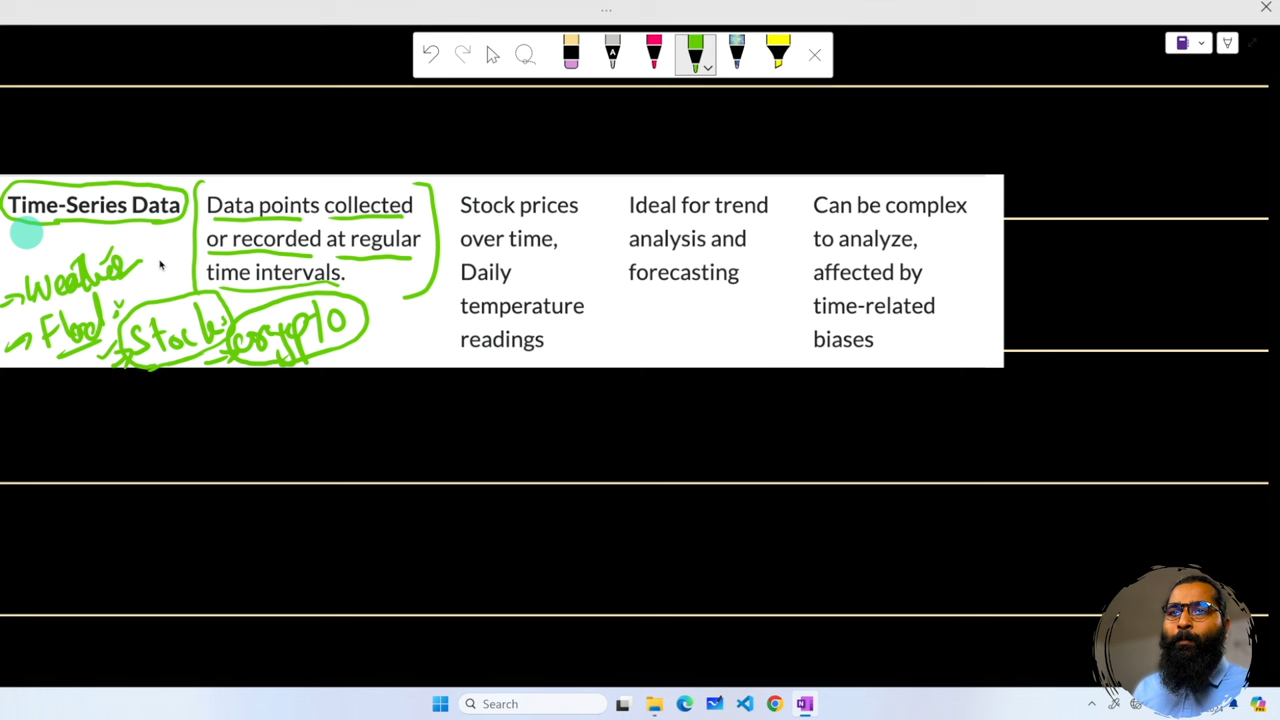 Time-Series Data
Data points collected
or recorded at regular
time intervals.
Stock prices
over time,
Daily
temperature
readings
Ideal for trend
analysis and
forecasting
Can be complex
to analyze,
affected by
time-related
biases
Weather
Flood
Stock
crypto
Search